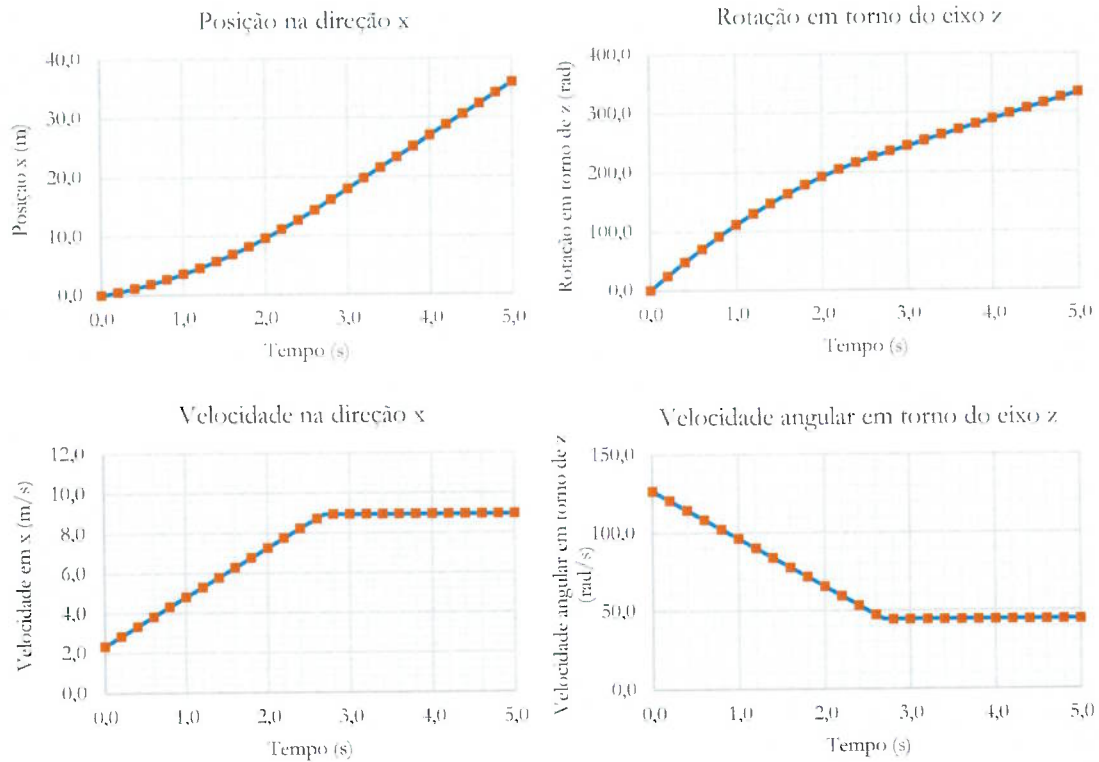 Posição na direção x
40,0
30,0
20,0
10,0
0,0
Posição x (m)
0,0 1,0 2,0 3,0 4,0 5,0
Tempo (s)
Rotação em torno do eixo z
400,0
300,0
200,0
100,0
0,0
Rotação em torno de z (rad)
0,0 1,0 2,0 3,0 4,0 5,0
Tempo (s)
Velocidade na direção x
12,0
10,0
8,0
6,0
4,0
2,0
0,0
Velocidade em x (m/s)
0,0 1,0 2,0 3,0 4,0 5,0
Tempo (s)
Velocidade angular em torno do eixo z
150,0
100,0
50,0
0,0
Velocidade angular em torno de z
(rad/s)
0,0 1,0 2,0 3,0 4,0 5,0
Tempo (s)